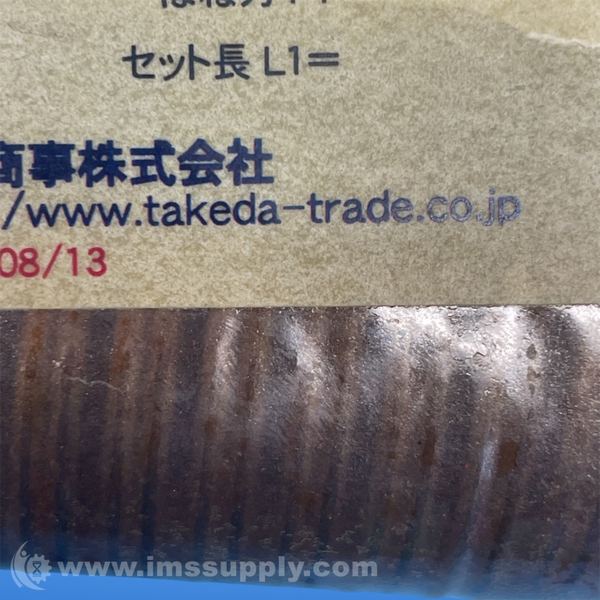 セット長 L1=
商事株式会社
/www.takeda-trade.co.jp
08/13
www.imssupply.com